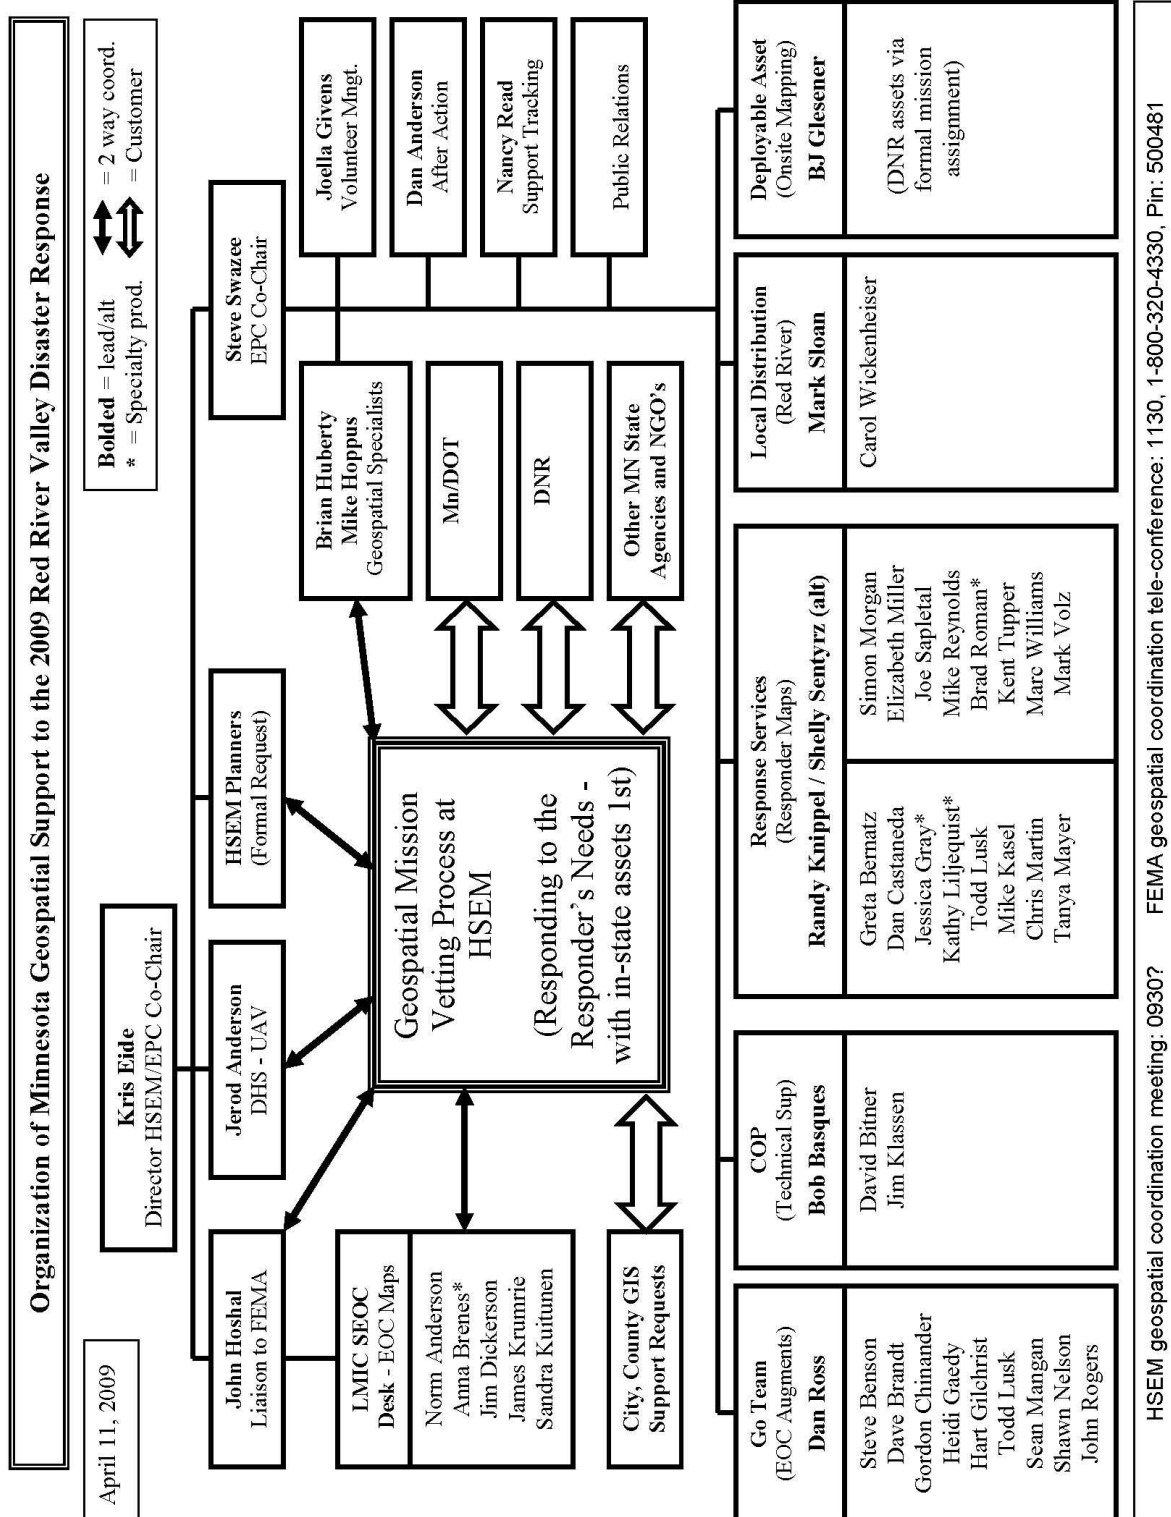 Organization of Minnesota Geospatial Support to the 2009 Red River Valley Disaster Response
April 11, 2009
Bolded = lead/alt
* = Specialty prod.
= 2 way coord.
= Customer
Kris Eide
Director HSEM/EPC Co-Chair
John Hoshal
Liaison to FEMA
Jerod Anderson
DHS - UAV
HSEM Planners
(Formal Request)
Steve Swazee
EPC Co-Chair
LMIC SEOC
Desk - EOC Maps
Norm Anderson
Anna Brenes*
Jim Dickerson
James Krumrie
Sandra Kuitunen
City, County GIS
Support Requests
Geospatial Mission
Vetting Process at
HSEM
(Responding to the
Responder's Needs -
with in-state assets 1st)
Brian Huberty
Mike Hoppus
Geospatial Specialists
Mn/DOT
DNR
Other MN State
Agencies and NGO's
Joella Givens
Volunteer Mngt.
Dan Anderson
After Action
Nancy Read
Support Tracking
Public Relations
Go Team
(EOC Augments)
Dan Ross
Steve Benson
Dave Brandt
Gordon Chinander
Heidi Gaedy
Hart Gilchrist
Todd Lusk
Sean Mangan
Shawn Nelson
John Rogers
COP
(Technical Sup)
Bob Basques
David Bitner
Jim Klassen
Response Services
(Responder Maps)
Randy Knippel / Shelly Sentyrz (alt)
Greta Bernatz
Dan Castaneda
Jessica Gray*
Kathy Liljequist*
Todd Lusk
Mike Kasel
Chris Martin
Tanya Mayer
Simon Morgan
Elizabeth Miller
Joe Sapletal
Mike Reynolds
Brad Roman*
Kent Tupper
Marc Williams
Mark Volz
Local Distribution
(Red River)
Mark Sloan
Carol Wickenheiser
Deployable Asset
(Onsite Mapping)
BJ Glesener
(DNR assets via
formal mission
assignment)
HSEM geospatial coordination meeting: 0930? FEMA geospatial coordination tele-conference: 1130, 1-800-320-4330, Pin: 500481